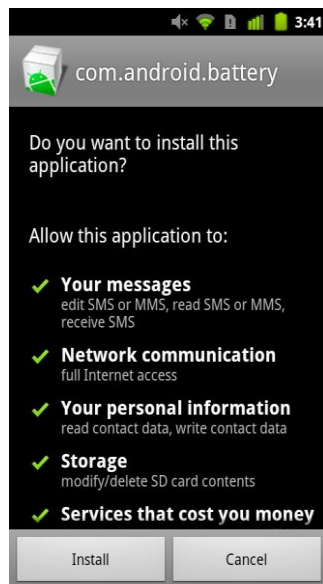 3:41
com.android.battery
Do you want to install this
application?
Allow this application to:
Your messages
edit SMS or MMS, read SMS or MMS,
receive SMS
Network communication
full Internet access
Your personal information
read contact data, write contact data
Storage
modify/delete SD card contents
Services that cost you money
Install
Cancel